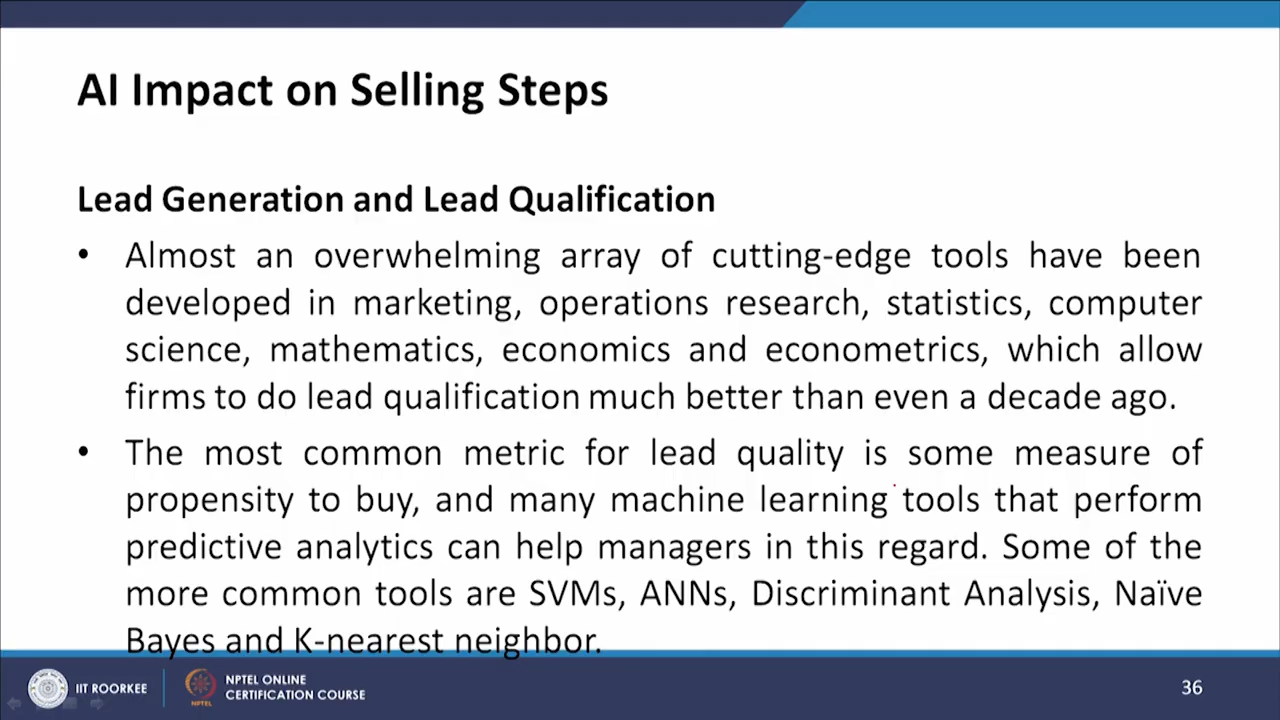 AI Impact on Selling Steps
Lead Generation and Lead Qualification
• Almost an overwhelming array of cutting-edge tools have been
developed in marketing, operations research, statistics, computer
science, mathematics, economics and econometrics, which allow
firms to do lead qualification much better than even a decade ago.
• The most common metric for lead quality is some measure of
propensity to buy, and many machine learning tools that perform
predictive analytics can help managers in this regard. Some of the
more common tools are SVMs, ANNs, Discriminant Analysis, Naïve
Bayes and K-nearest neighbor.
IIT ROORKEE
NPTEL
NPTEL ONLINE
CERTIFICATION COURSE
36